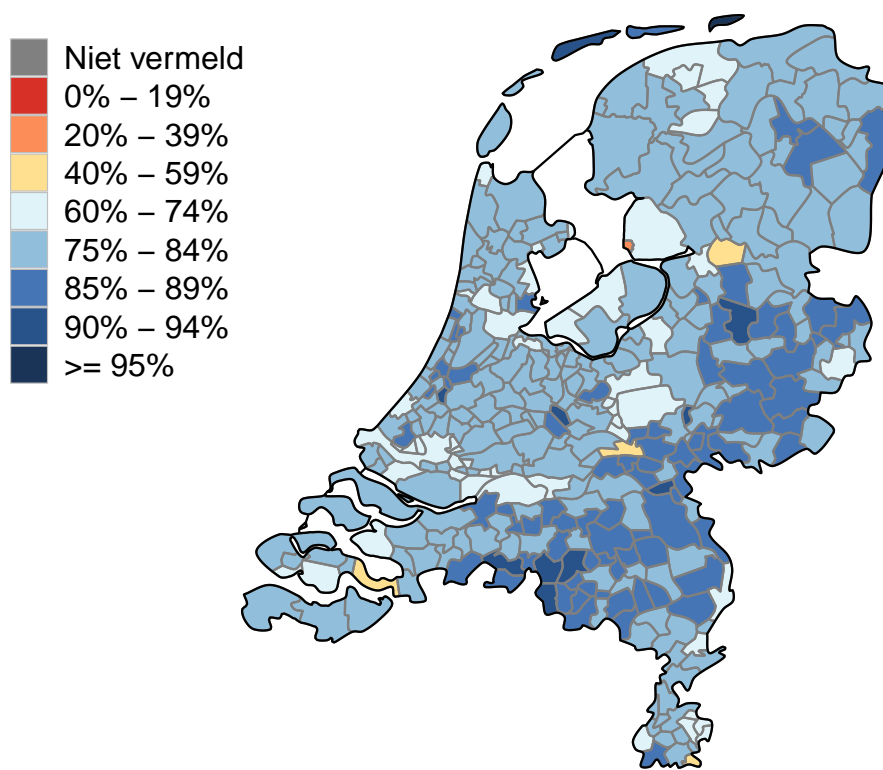 Niet vermeld
0% – 19%
20% – 39%
40% – 59%
60% – 74%
75% – 84%
85% – 89%
90% – 94%
>= 95%